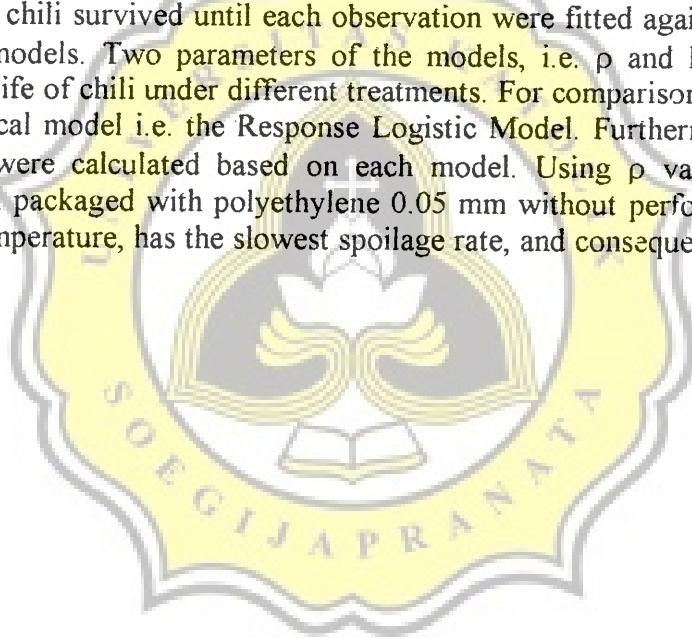 chili survived until each observation were fitted agai
models. Two parameters of the models, i.e. ρ and
ife of chili under different treatments. For comparison
cal model i.e. the Response Logistic Model. Furthern
were calculated based on each model. Using ρ va
packaged with polyethylene 0.05 mm without perfo
nperature, has the slowest spoilage rate, and conseque
SOEGIJAPRANATA